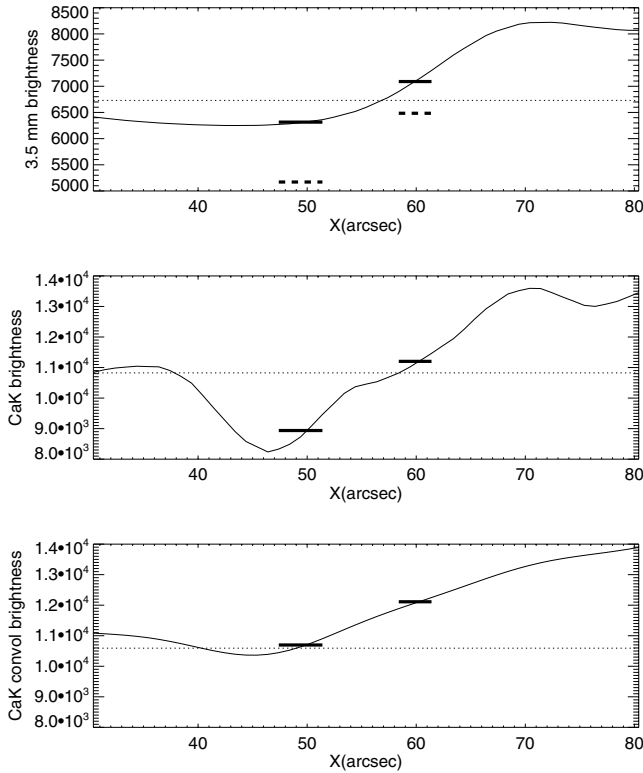 8500
8000
7500
7000
6500
6000
5500
5000
3.5 mm brightness
40 50 60 70 80
X(arcsec)
1.4•10⁴
1.3•10⁴
1.2•10⁴
1.1•10⁴
1.0•10⁴
9.0•10³
8.0•10³
CaK brightness
40 50 60 70 80
X(arcsec)
1.4•10⁴
1.3•10⁴
1.2•10⁴
1.1•10⁴
1.0•10⁴
9.0•10³
8.0•10³
CaK convol brightness
40 50 60 70 80
X(arcsec)